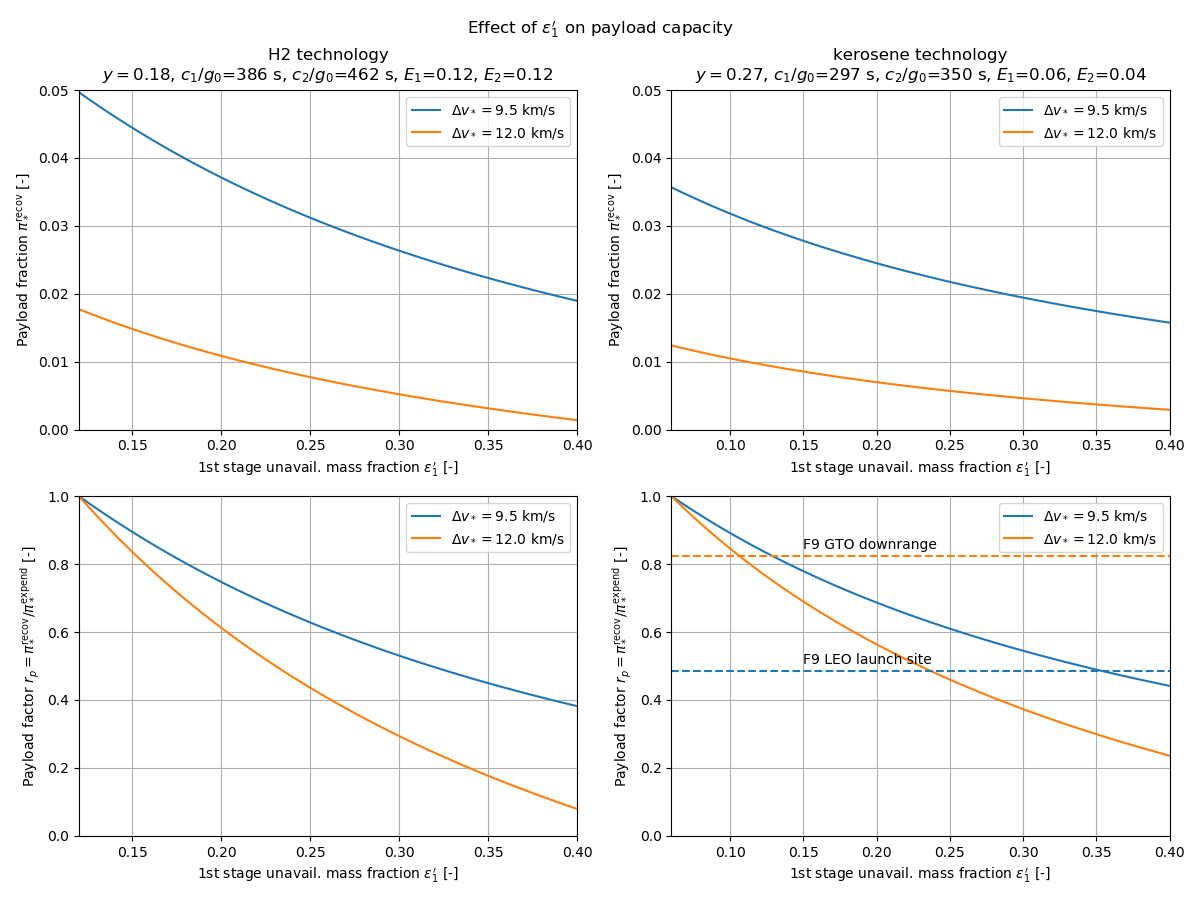 Effect of ε₁′ on payload capacity
H2 technology
y = 0.18, c₁/g₀=386 s, c₂/g₀=462 s, E₁=0.12, E₂=0.12
0.05
0.04
0.03
0.02
0.01
0.00
Payload fraction π*^recov [-]
Δv* = 9.5 km/s
Δv* = 12.0 km/s
0.15 0.20 0.25 0.30 0.35 0.40
1st stage unavail. mass fraction ε₁′ [-]
kerosene technology
y = 0.27, c₁/g₀=297 s, c₂/g₀=350 s, E₁=0.06, E₂=0.04
0.05
0.04
0.03
0.02
0.01
0.00
Payload fraction π*^recov [-]
Δv* = 9.5 km/s
Δv* = 12.0 km/s
0.10 0.15 0.20 0.25 0.30 0.35 0.40
1st stage unavail. mass fraction ε₁′ [-]
1.0
0.8
0.6
0.4
0.2
0.0
Payload factor r_p = π*^recov/π*^expend [-]
Δv* = 9.5 km/s
Δv* = 12.0 km/s
0.15 0.20 0.25 0.30 0.35 0.40
1st stage unavail. mass fraction ε₁′ [-]
1.0
0.8
0.6
0.4
0.2
0.0
Payload factor r_p = π*^recov/π*^expend [-]
Δv* = 9.5 km/s
Δv* = 12.0 km/s
F9 GTO downrange
F9 LEO launch site
0.10 0.15 0.20 0.25 0.30 0.35 0.40
1st stage unavail. mass fraction ε₁′ [-]